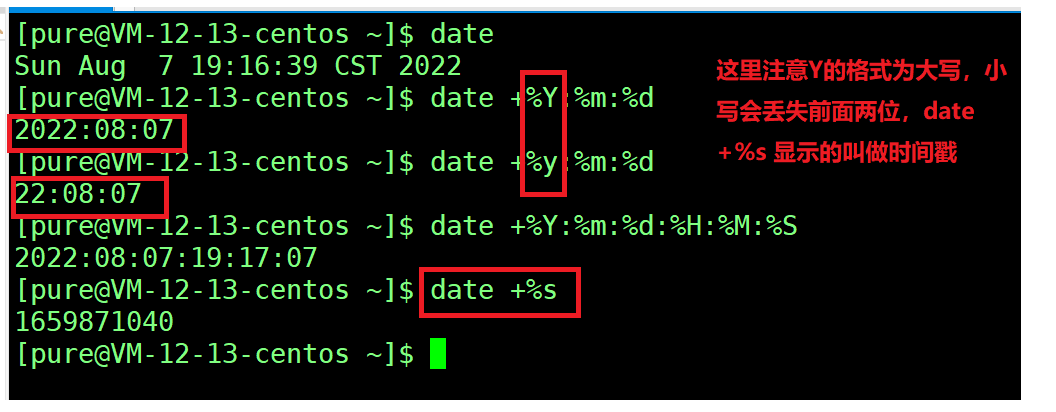 [pure@VM-12-13-centos ~]$ date
Sun Aug  7 19:16:39 CST 2022
[pure@VM-12-13-centos ~]$ date +%Y:%m:%d
2022:08:07
[pure@VM-12-13-centos ~]$ date +%y:%m:%d
22:08:07
[pure@VM-12-13-centos ~]$ date +%Y:%m:%d:%H:%M:%S
2022:08:07:19:17:07
[pure@VM-12-13-centos ~]$ date +%s
1659871040
[pure@VM-12-13-centos ~]$
这里注意Y的格式为大写，小
写会丢失前面两位，date
+%s 显示的叫做时间戳